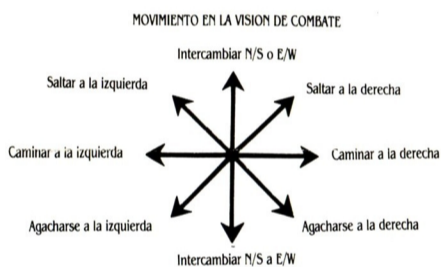 MOVIMIENTO EN LA VISION DE COMBATE
Intercambiar N/S o E/W
Saltar a la izquierda
Saltar a la derecha
Caminar a la izquierda
Caminar a la derecha
Agacharse a la izquierda
Agacharse a la derecha
Intercambiar N/S a E/W